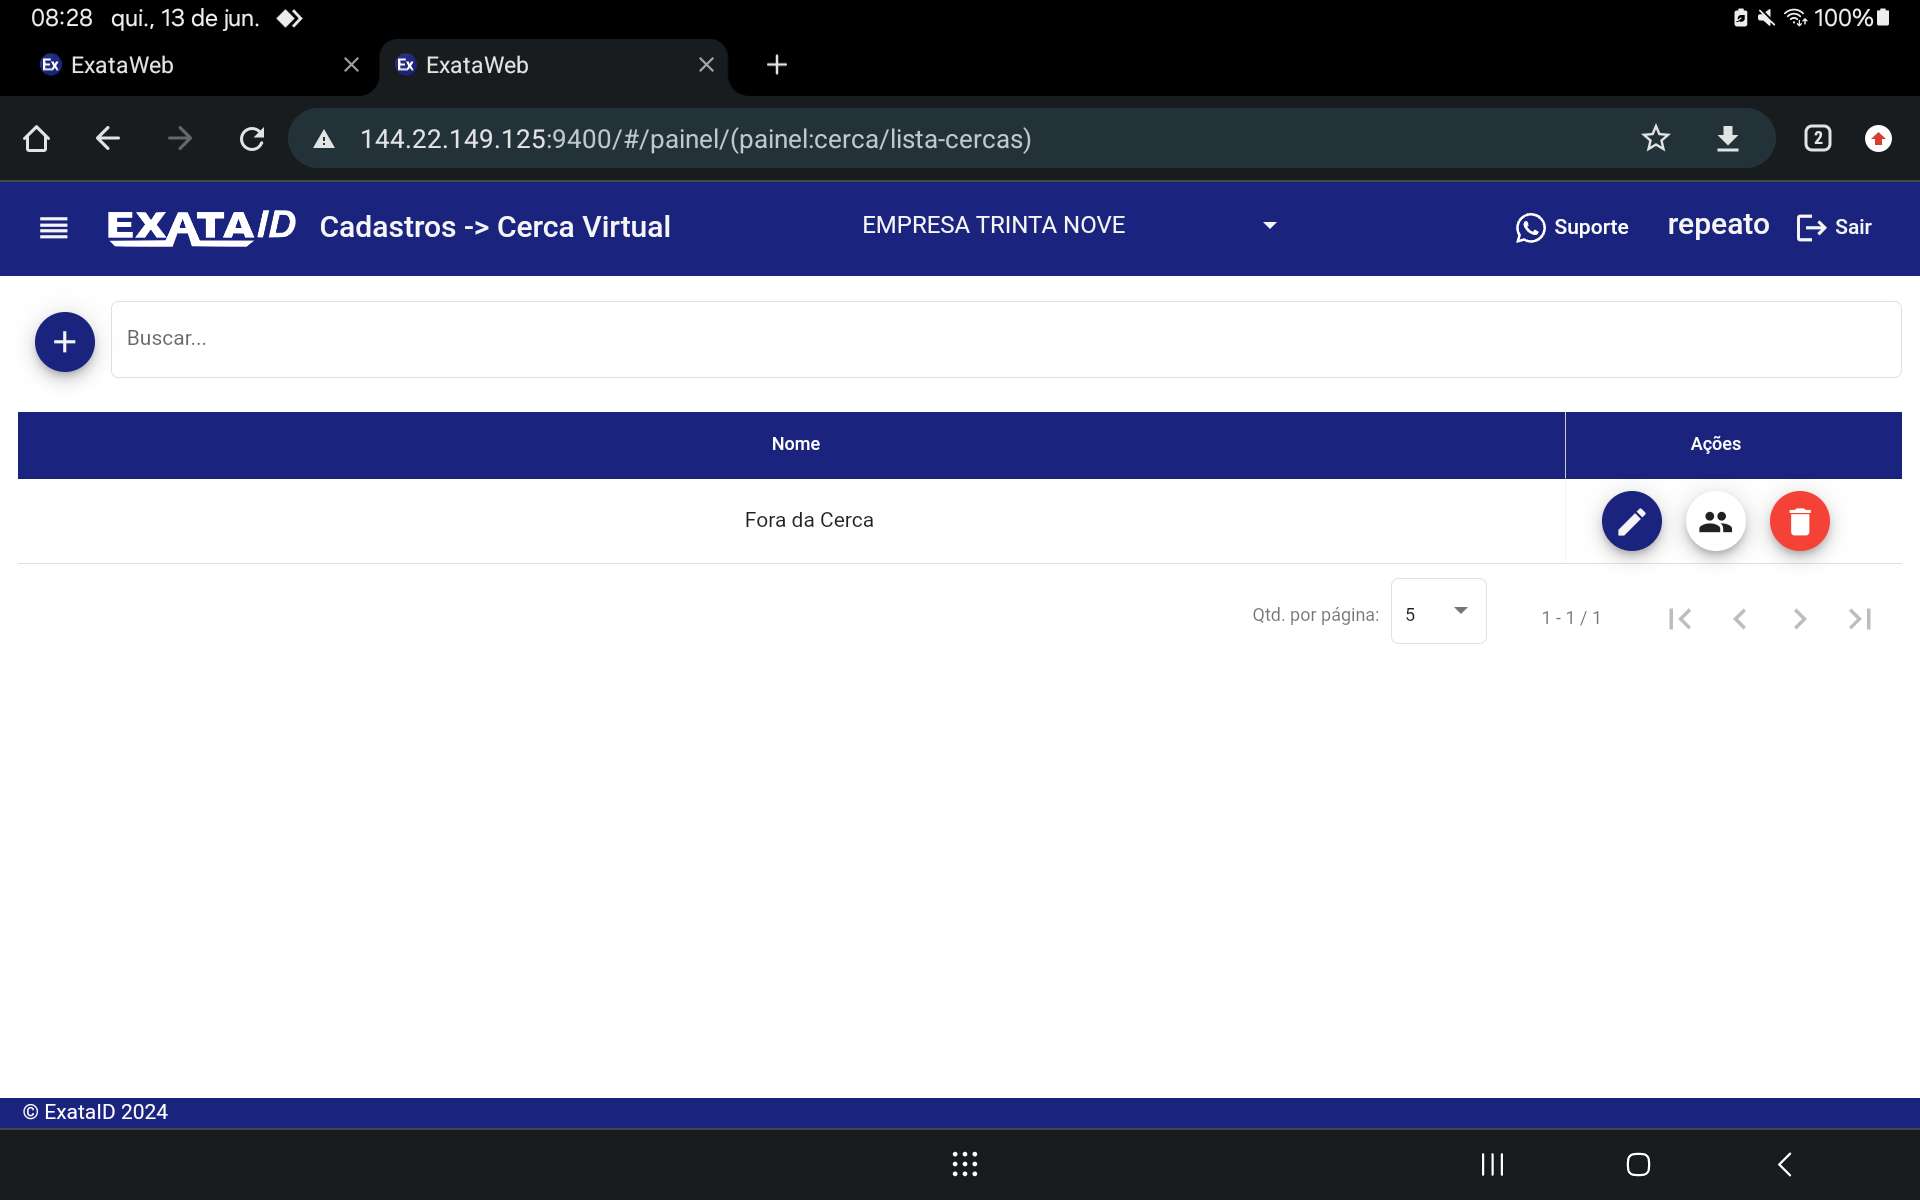 08:28 qui., 13 de jun. 100%
Ex ExataWeb Ex ExataWeb
144.22.149.125:9400/#/painel/(painel:cerca/lista-cercas) 2
EXATAID Cadastros -> Cerca Virtual EMPRESA TRINTA NOVE Suporte repeato Sair
Buscar...
Nome Ações
Fora da Cerca
Qtd. por página: 5 1 - 1 / 1
© ExataID 2024